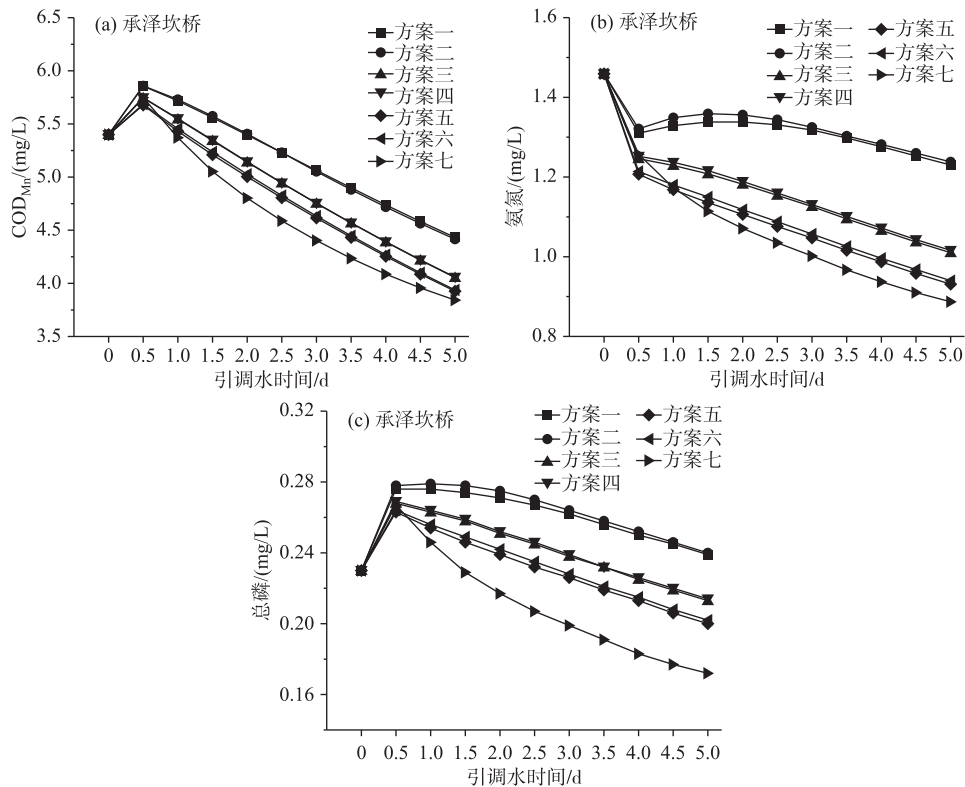 (a) 承泽坎桥
方案一
方案二
方案三
方案四
方案五
方案六
方案七
COD_Mn/(mg/L)
6.5
6.0
5.5
5.0
4.5
4.0
3.5
0 0.5 1.0 1.5 2.0 2.5 3.0 3.5 4.0 4.5 5.0
引调水时间/d
(b) 承泽坎桥
方案一 方案五
方案二 方案六
方案三 方案七
方案四
氨氮/(mg/L)
1.6
1.4
1.2
1.0
0.8
0 0.5 1.0 1.5 2.0 2.5 3.0 3.5 4.0 4.5 5.0
引调水时间/d
(c) 承泽坎桥
方案一 方案五
方案二 方案六
方案三 方案七
方案四
总磷/(mg/L)
0.32
0.28
0.24
0.20
0.16
0 0.5 1.0 1.5 2.0 2.5 3.0 3.5 4.0 4.5 5.0
引调水时间/d